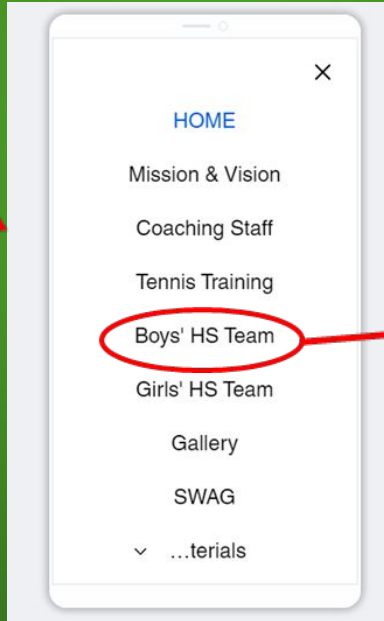 HOME
Mission & Vision
Coaching Staff
Tennis Training
Boys' HS Team
Girls' HS Team
Gallery
SWAG
...terials